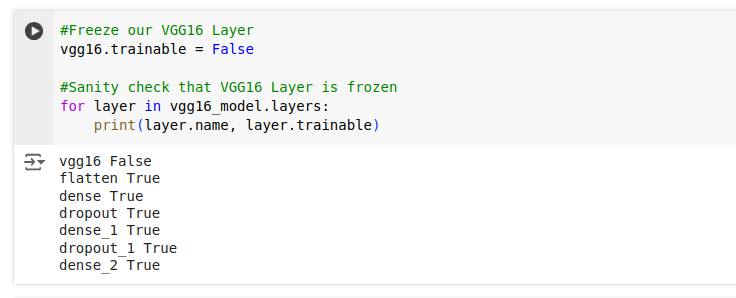 #Freeze our VGG16 Layer
vgg16.trainable = False

#Sanity check that VGG16 Layer is frozen
for layer in vgg16_model.layers:
    print(layer.name, layer.trainable)
vgg16 False
flatten True
dense True
dropout True
dense_1 True
dropout_1 True
dense_2 True